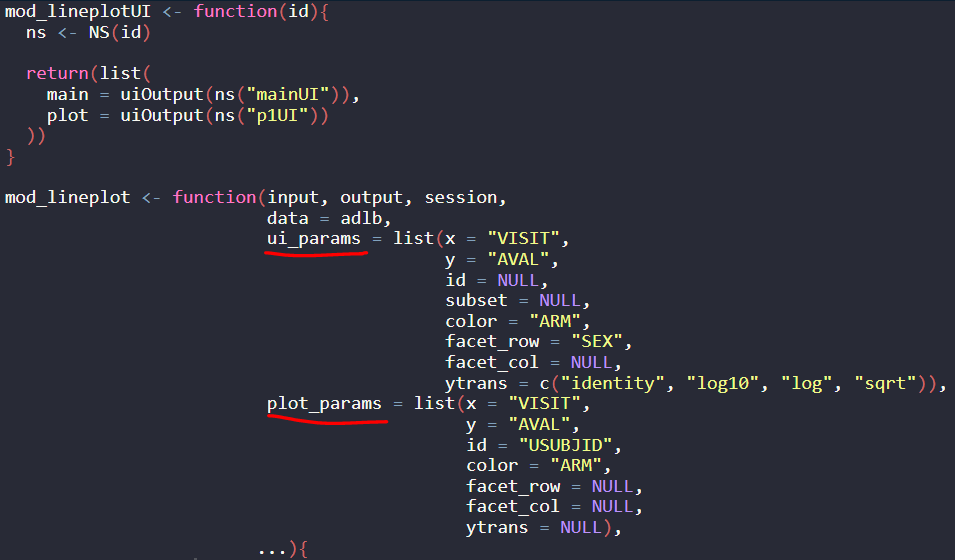 mod_lineplotUI <- function(id){
  ns <- NS(id)

  return(list(
    main = uiOutput(ns("mainUI")),
    plot = uiOutput(ns("p1UI"))
  ))
}

mod_lineplot <- function(input, output, session,
                         data = adlb,
                         ui_params = list(x = "VISIT",
                                          y = "AVAL",
                                          id = NULL,
                                          subset = NULL,
                                          color = "ARM",
                                          facet_row = "SEX",
                                          facet_col = NULL,
                                          ytrans = c("identity", "log10", "log", "sqrt")),
                         plot_params = list(x = "VISIT",
                                            y = "AVAL",
                                            id = "USUBJID",
                                            color = "ARM",
                                            facet_row = NULL,
                                            facet_col = NULL,
                                            ytrans = NULL),
                        ...){